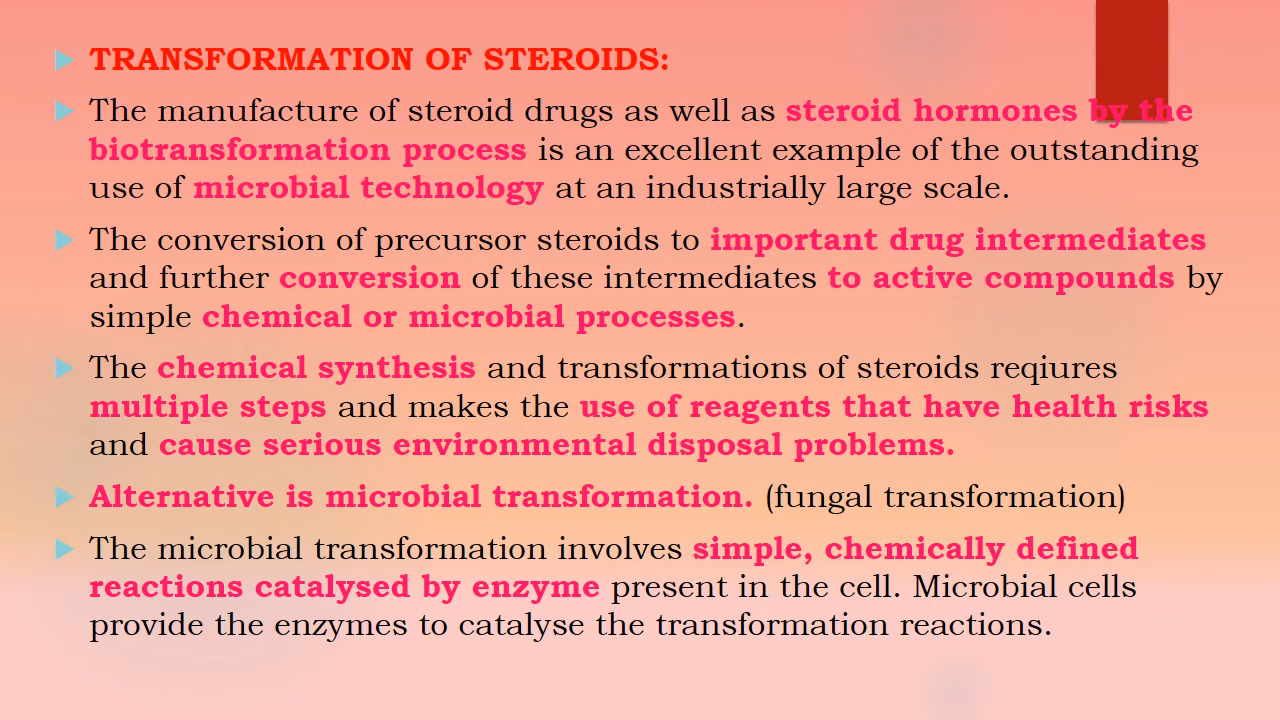 TRANSFORMATION OF STEROIDS:
The manufacture of steroid drugs as well as steroid hormones by the
biotransformation process is an excellent example of the outstanding
use of microbial technology at an industrially large scale.
The conversion of precursor steroids to important drug intermediates
and further conversion of these intermediates to active compounds by
simple chemical or microbial processes.
The chemical synthesis and transformations of steroids reqiures
multiple steps and makes the use of reagents that have health risks
and cause serious environmental disposal problems.
Alternative is microbial transformation. (fungal transformation)
The microbial transformation involves simple, chemically defined
reactions catalysed by enzyme present in the cell. Microbial cells
provide the enzymes to catalyse the transformation reactions.